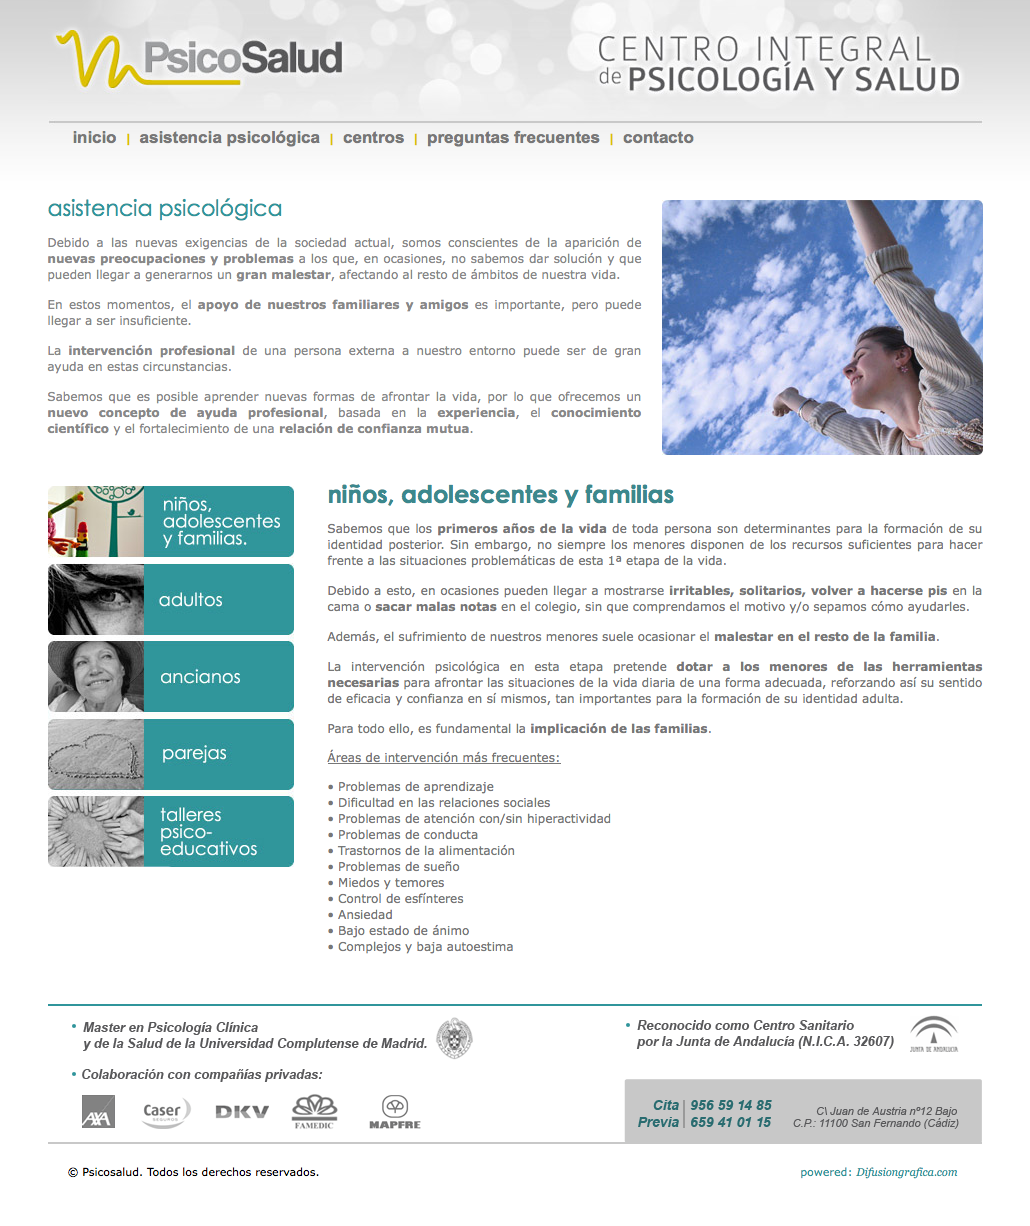 PsicoSalud
CENTRO INTEGRAL
de PSICOLOGÍA Y SALUD
inicio | asistencia psicológica | centros | preguntas frecuentes | contacto
asistencia psicológica
Debido a las nuevas exigencias de la sociedad actual, somos conscientes de la aparición de
nuevas preocupaciones y problemas a los que, en ocasiones, no sabemos dar solución y que
pueden llegar a generarnos un gran malestar, afectando al resto de ámbitos de nuestra vida.
En estos momentos, el apoyo de nuestros familiares y amigos es importante, pero puede
llegar a ser insuficiente.
La intervención profesional de una persona externa a nuestro entorno puede ser de gran
ayuda en estas circunstancias.
Sabemos que es posible aprender nuevas formas de afrontar la vida, por lo que ofrecemos un
nuevo concepto de ayuda profesional, basada en la experiencia, el conocimiento
científico y el fortalecimiento de una relación de confianza mutua.
niños,
adolescentes
y familias.
adultos
ancianos
parejas
talleres
psico-
educativos
niños, adolescentes y familias
Sabemos que los primeros años de la vida de toda persona son determinantes para la formación de su
identidad posterior. Sin embargo, no siempre los menores disponen de los recursos suficientes para hacer
frente a las situaciones problemáticas de esta 1ª etapa de la vida.
Debido a esto, en ocasiones pueden llegar a mostrarse irritables, solitarios, volver a hacerse pis en la
cama o sacar malas notas en el colegio, sin que comprendamos el motivo y/o sepamos cómo ayudarles.
Además, el sufrimiento de nuestros menores suele ocasionar el malestar en el resto de la familia.
La intervención psicológica en esta etapa pretende dotar a los menores de las herramientas
necesarias para afrontar las situaciones de la vida diaria de una forma adecuada, reforzando así su sentido
de eficacia y confianza en sí mismos, tan importantes para la formación de su identidad adulta.
Para todo ello, es fundamental la implicación de las familias.
Áreas de intervención más frecuentes:
• Problemas de aprendizaje
• Dificultad en las relaciones sociales
• Problemas de atención con/sin hiperactividad
• Problemas de conducta
• Trastornos de la alimentación
• Problemas de sueño
• Miedos y temores
• Control de esfínteres
• Ansiedad
• Bajo estado de ánimo
• Complejos y baja autoestima
• Master en Psicología Clínica
y de la Salud de la Universidad Complutense de Madrid.
• Colaboración con compañías privadas:
AXA
Caser
SEGUROS
DKV
FAMEDIC
MAPFRE
• Reconocido como Centro Sanitario
por la Junta de Andalucía (N.I.C.A. 32607)
JUNTA DE ANDALUCIA
Cita | 956 59 14 85
Previa | 659 41 01 15
C\ Juan de Austria nº12 Bajo
C.P.: 11100 San Fernando (Cádiz)
© Psicosalud. Todos los derechos reservados.
powered: Difusiongrafica.com